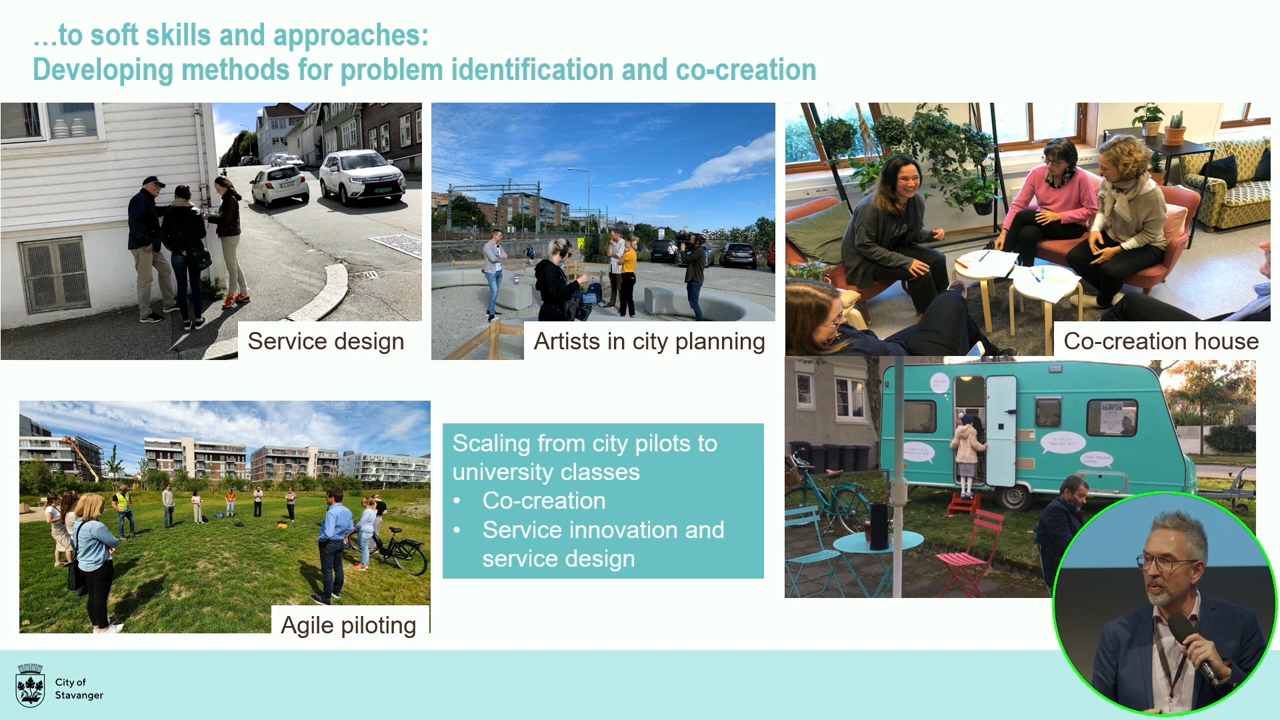 …to soft skills and approaches:
Developing methods for problem identification and co-creation
Service design
Artists in city planning
Co-creation house
Scaling from city pilots to
university classes
• Co-creation
• Service innovation and
service design
Agile piloting
City of
Stavanger